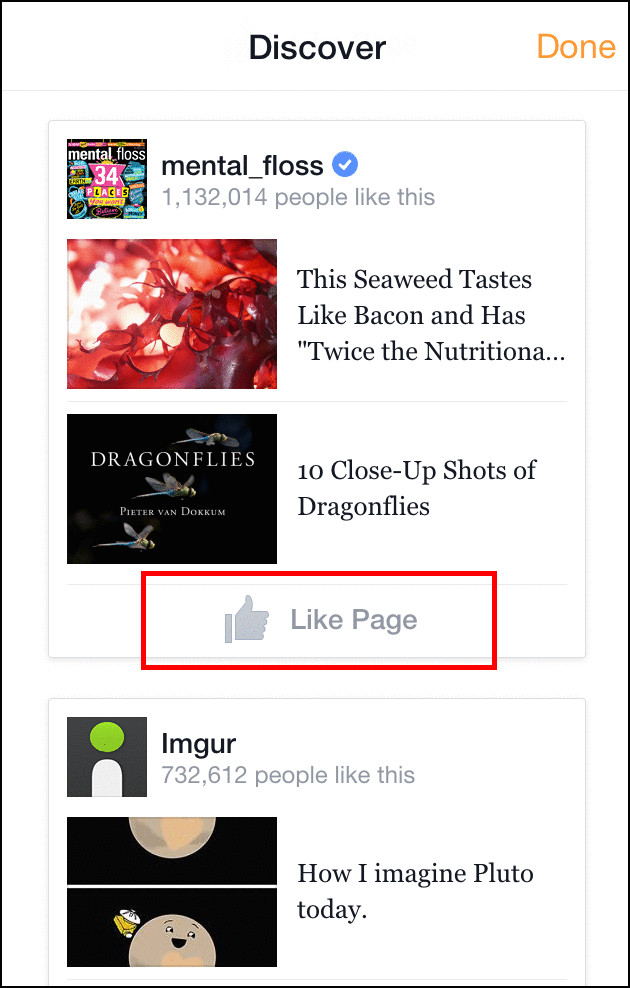 Discover
Done
mental_floss
34
PLACES
mental_floss
1,132,014 people like this
This Seaweed Tastes
Like Bacon and Has
"Twice the Nutritiona...
DRAGONFLIES
PIETER VAN DOKKUM
10 Close-Up Shots of
Dragonflies
Like Page
Imgur
732,612 people like this
How I imagine Pluto
today.